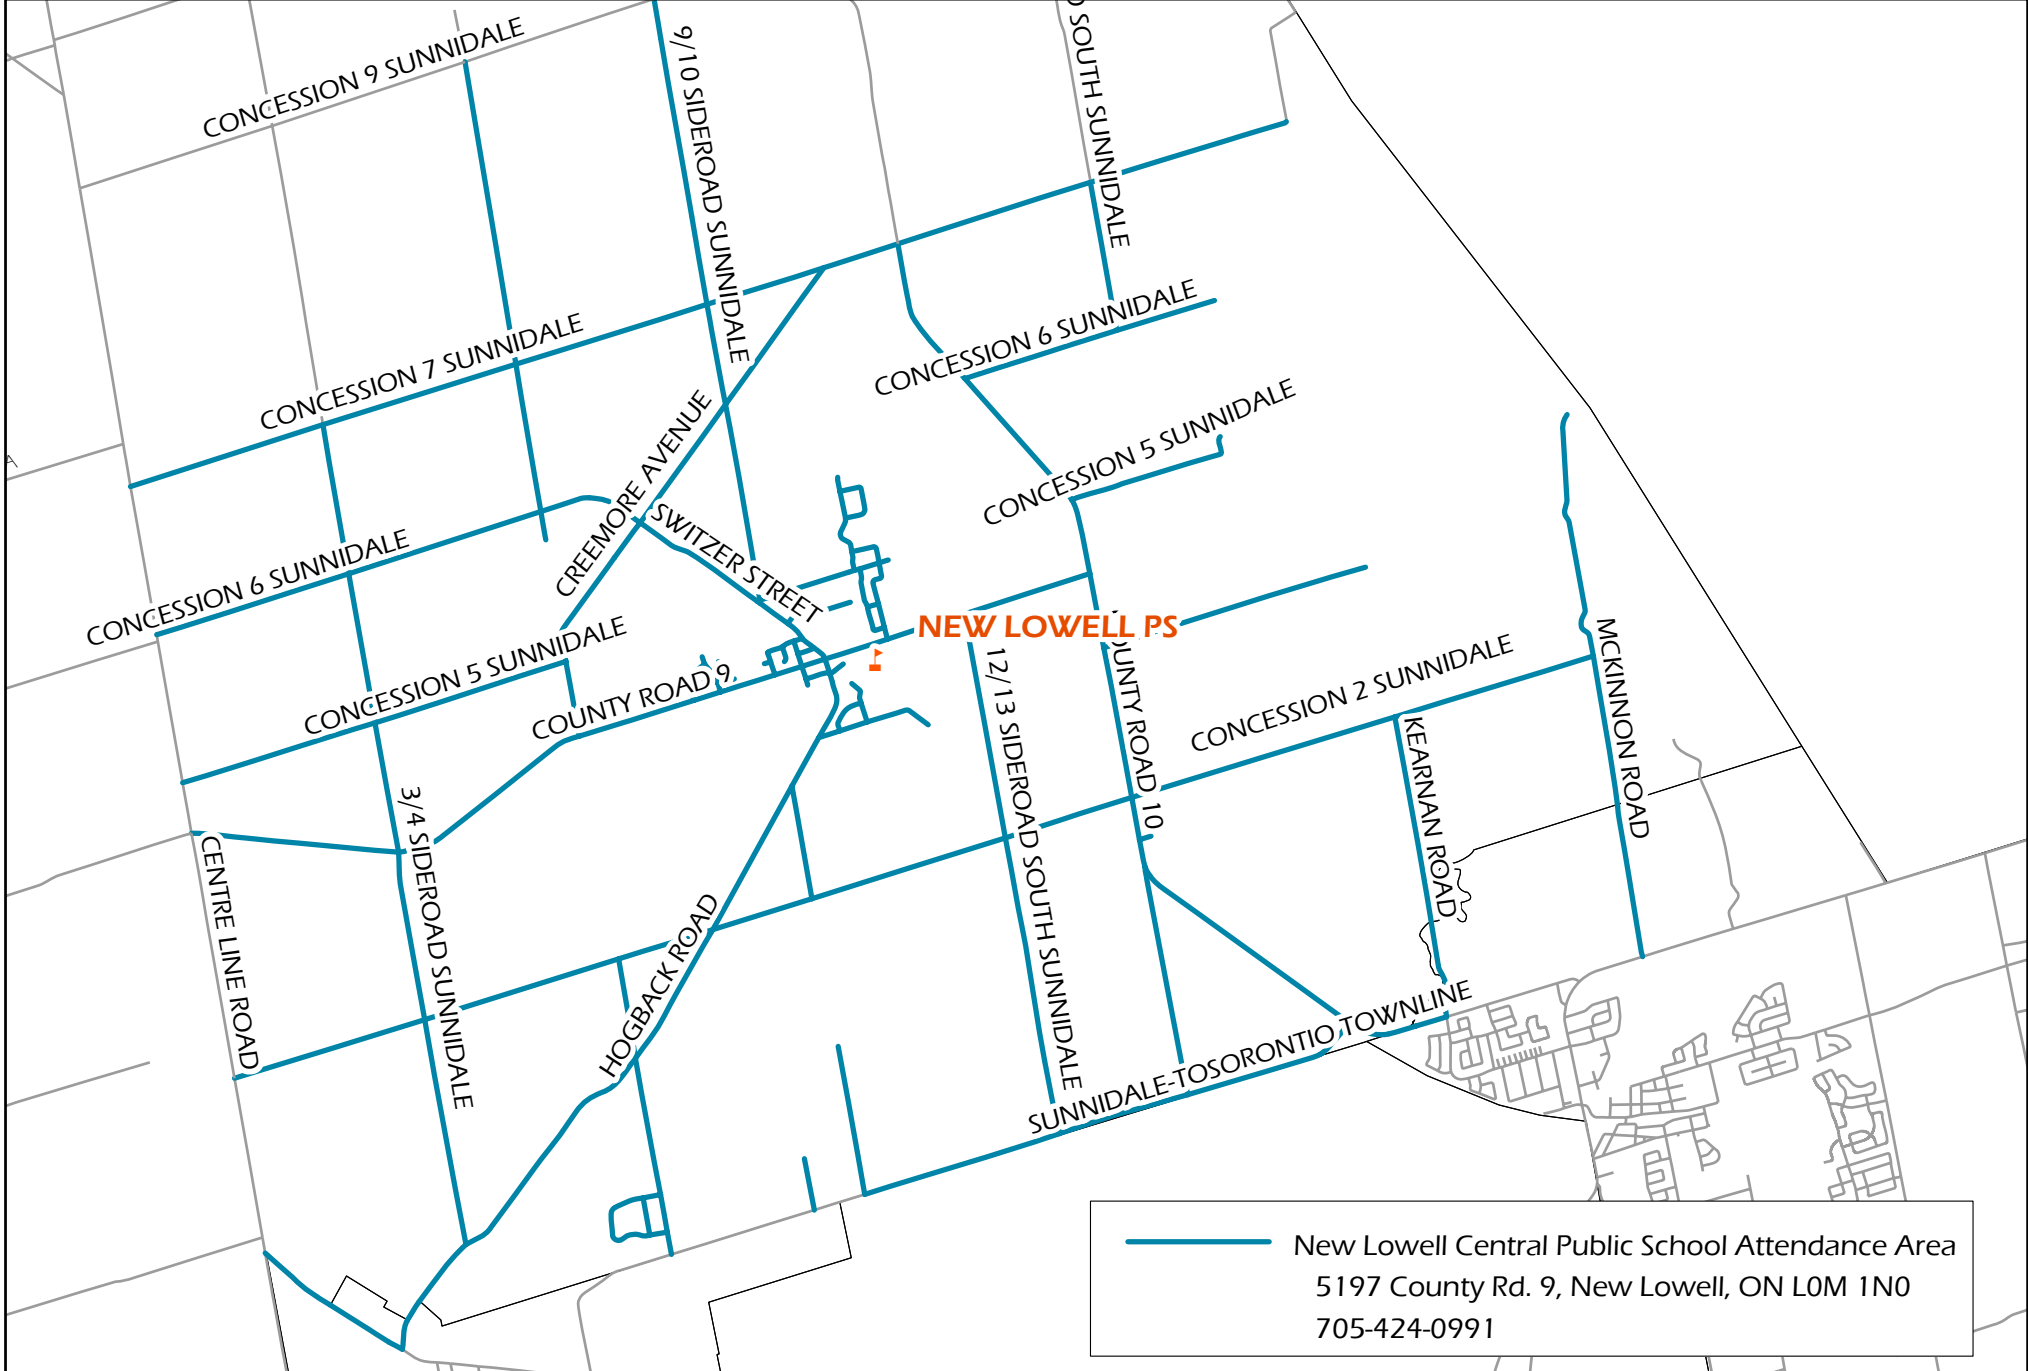 CONCESSION 9 SUNNIDALE
9/10 SIDEROAD SUNNIDALE
SOUTH SUNNIDALE
CONCESSION 7 SUNNIDALE
CONCESSION 6 SUNNIDALE
CREEMORE AVENUE
CONCESSION 5 SUNNIDALE
SWITZER STREET
CONCESSION 6 SUNNIDALE
NEW LOWELL PS
CONCESSION 5 SUNNIDALE
COUNTY ROAD 9
12/13 SIDEROAD SOUTH SUNNIDALE
OUNTY ROAD 10
CONCESSION 2 SUNNIDALE
MCKINNON ROAD
KEARNAN ROAD
3/4 SIDEROAD SUNNIDALE
CENTRE LINE ROAD
HOGBACK ROAD
SUNNIDALE-TOSORONTIO TOWNLINE
New Lowell Central Public School Attendance Area
5197 County Rd. 9, New Lowell, ON L0M 1N0
705-424-0991